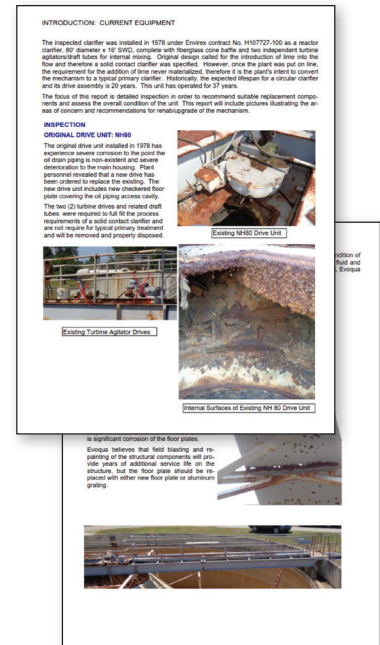 INTRODUCTION: CURRENT EQUIPMENT
The inspected clarifier was installed in 1978 under Envirex contract No. H107727-100 as a reactor
clarifier, 80' diameter x 16' SWD, complete with fiberglass cone baffle and two independent turbine
agitators/draft tubes for internal mixing. Original design called for the introduction of lime into the
flow and therefore a solid contact clarifier was specified. However, once the plant was put on line,
the requirement for the addition of lime never materialized, therefore it is the plant's intent to convert
the mechanism to a typical primary clarifier. Historically, the expected lifespan for a circular clarifier
and its drive assembly is 20 years. This unit has operated for 37 years.
The focus of this report is detailed inspection in order to recommend suitable replacement compo-
nents and assess the overall condition of the unit This report will include pictures illustrating the ar-
eas of concern and recommendations for rehab/upgrade of the mechanism.
INSPECTION
ORIGINAL DRIVE UNIT: NH80
The original drive unit installed in 1978 has
experience severe corrosion to the point the
oil drain piping is non-existent and severe
deterioration to the main housing. Plant
personnel revealed that a new drive has
been ordered to replace the existing. The
new drive unit includes new checkered floor
plate covering the oil piping access cavity.
The two (2) turbine drives and related draft
tubes were required to full fill the process
requirements of a solid contact clarifier and
are not require for typical primary treatment
and will be removed and properly disposed.
Existing NH80 Drive Unit
Existing Turbine Agitator Drives
Internal Surfaces of Existing NH 80 Drive Unit
ndition of
fluid and
, Evoqua
is significant corrosion of the floor plates.
Evoqua believes that field blasting and re-
painting of the structural components will pro-
vide years of additional service life on the
structure, but the floor plate should be re-
placed with either new floor plate or aluminum
grating.